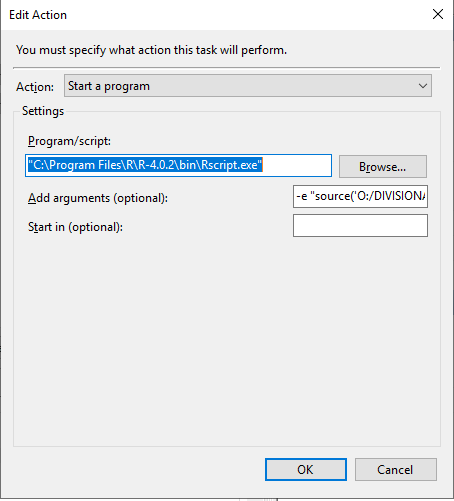 Edit Action
You must specify what action this task will perform.
Action: Start a program
Settings
Program/script:
"C:\Program Files\R\R-4.0.2\bin\Rscript.exe" Browse...
Add arguments (optional): -e "source('O:/DIVISION
Start in (optional):
OK Cancel